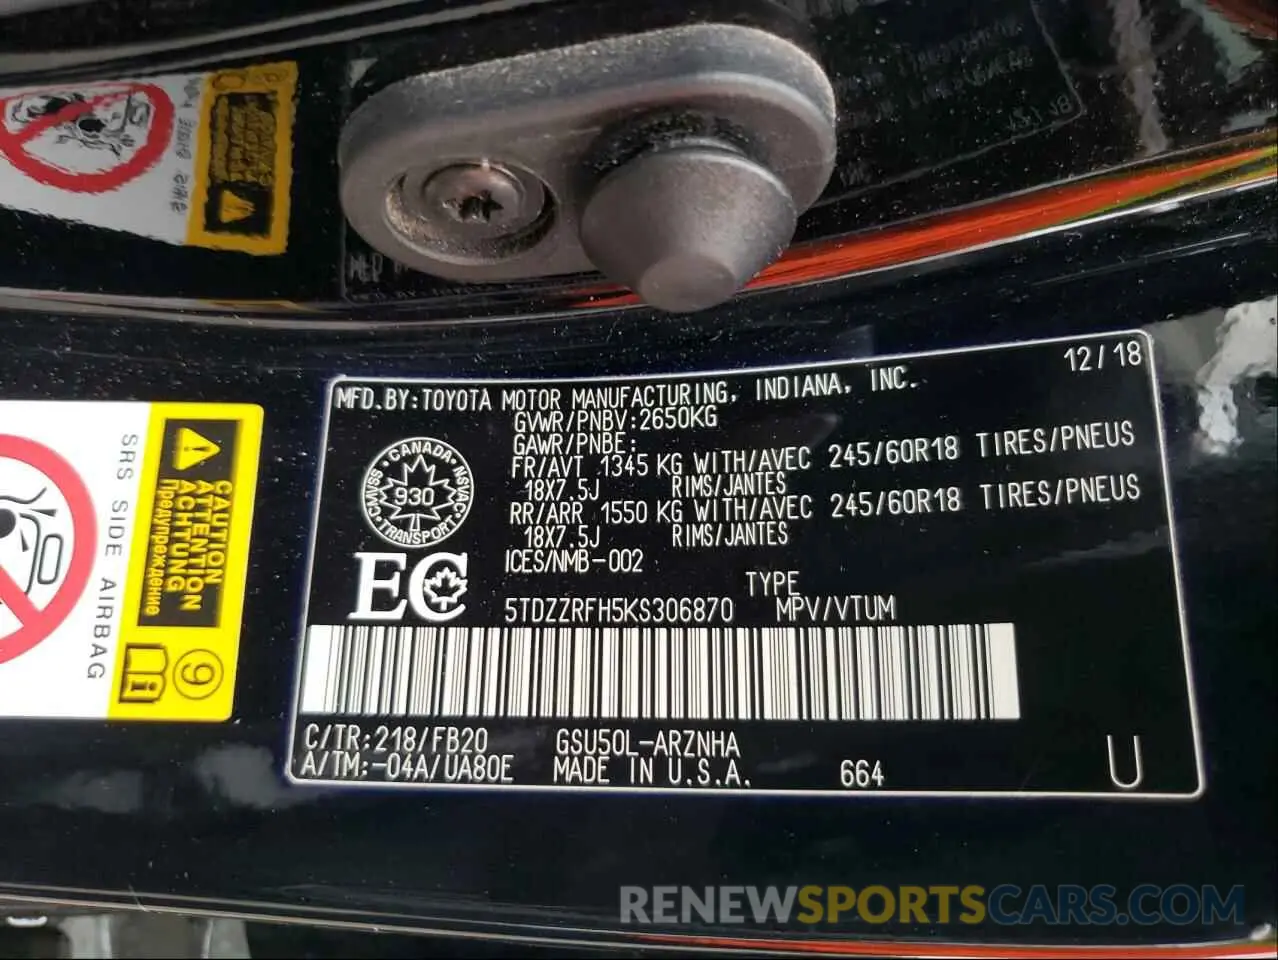 12/18
MFD.BY:TOYOTA MOTOR MANUFACTURING, INDIANA, INC.
GVWR/PNBV:2650KG
GAWR/PNBE:
FR/AVT 1345 KG WITH/AVEC 245/60R18 TIRES/PNEUS
18X7.5J RIMS/JANTES
RR/ARR 1550 KG WITH/AVEC 245/60R18 TIRES/PNEUS
18X7.5J RIMS/JANTES
ICES/NMB-002
CANADA
CMVSS · NSVAC
930
TRANSPORT
EC
TYPE
5TDZZRFH5KS306870 MPV/VTUM
C/TR:218/FB20 GSU50L-ARZNHA
A/TM:-04A/UA80E MADE IN U.S.A. 664 U
CAUTION
ATTENTION
ACHTUNG
Предупреждение
SRS SIDE AIRBAG
9
RENEWSPORTSCARS.COM